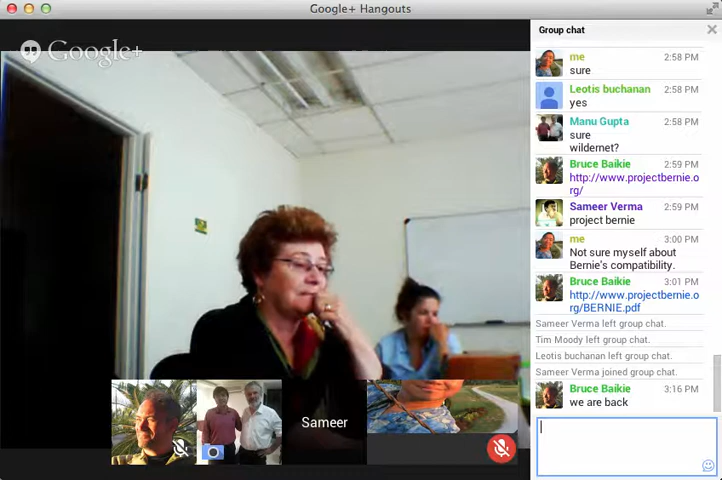 Google+ Hangouts
Google+
Group chat
me 2:58 PM
sure
Leotis buchanan 2:58 PM
yes
Manu Gupta 2:58 PM
sure
wildernet?
Bruce Baikie 2:59 PM
http://www.projectbernie.o
rg/
Sameer Verma 2:59 PM
project bernie
me 3:00 PM
Not sure myself about
Bernie's compatibility.
Bruce Baikie 3:01 PM
http://www.projectbernie.o
rg/BERNIE.pdf
Sameer Verma left group chat.
Tim Moody left group chat.
Leotis buchanan left group chat.
Sameer Verma joined group chat.
Bruce Baikie 3:16 PM
we are back
Sameer